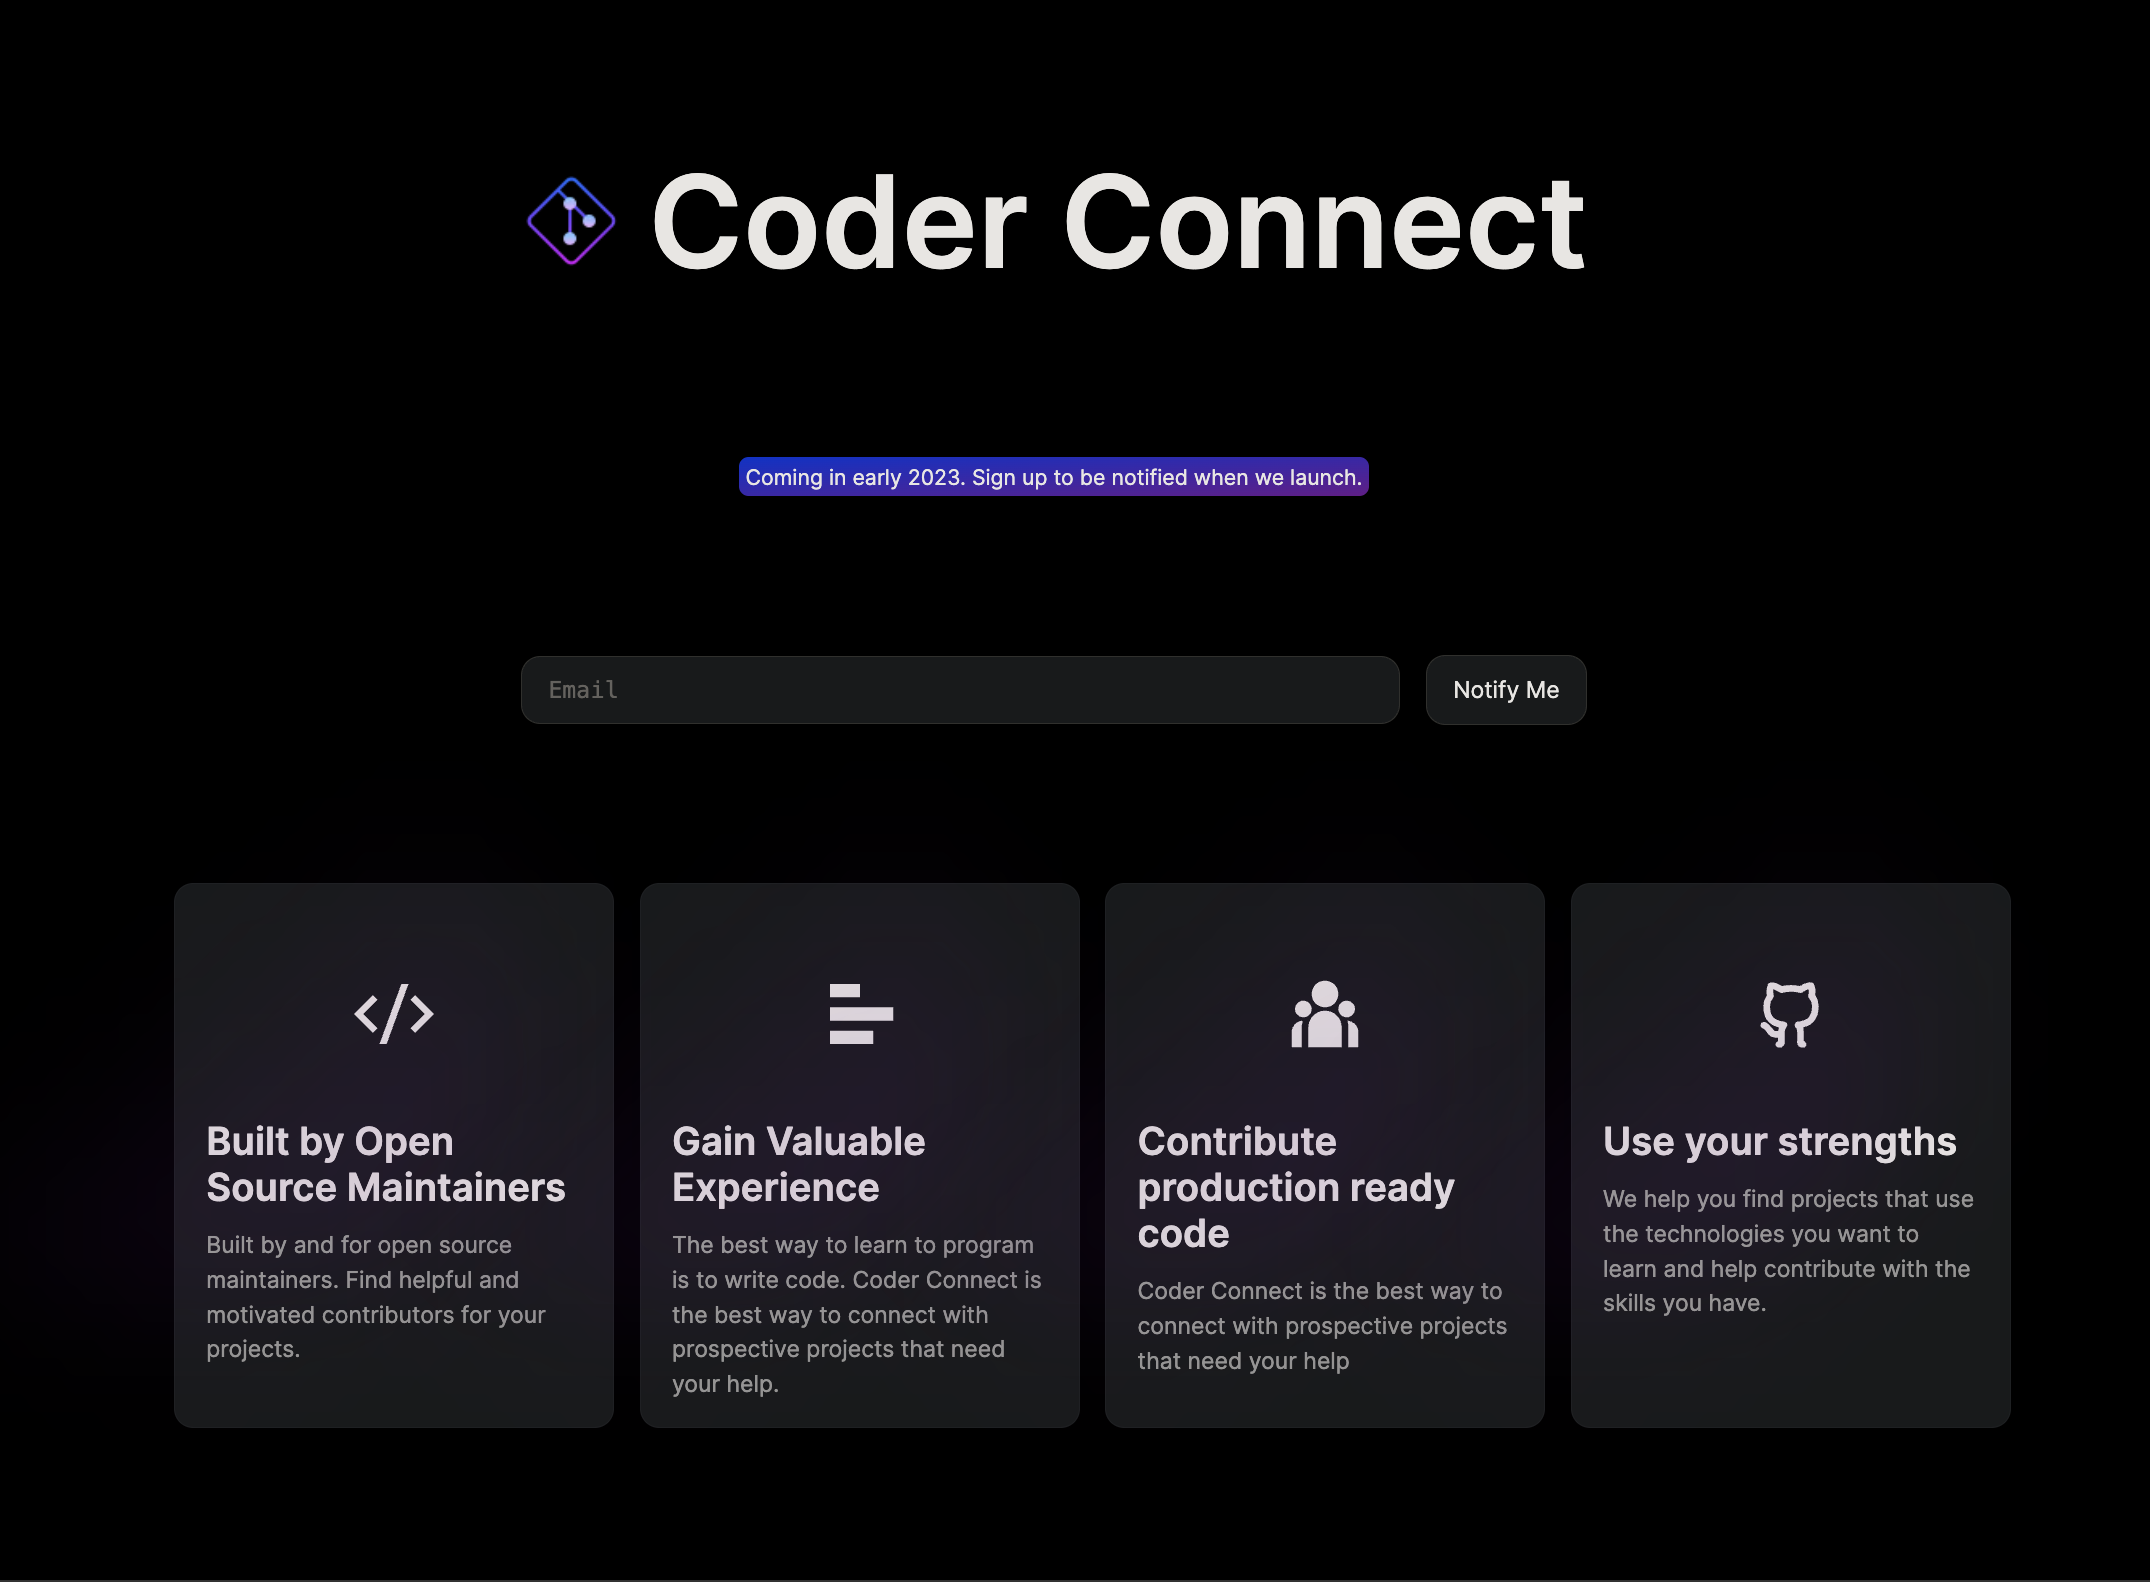 Coder Connect
Coming in early 2023. Sign up to be notified when we launch.
Email
Notify Me
Built by Open
Source Maintainers
Built by and for open source
maintainers. Find helpful and
motivated contributors for your
projects.
Gain Valuable
Experience
The best way to learn to program
is to write code. Coder Connect is
the best way to connect with
prospective projects that need
your help.
Contribute
production ready
code
Coder Connect is the best way to
connect with prospective projects
that need your help
Use your strengths
We help you find projects that use
the technologies you want to
learn and help contribute with the
skills you have.